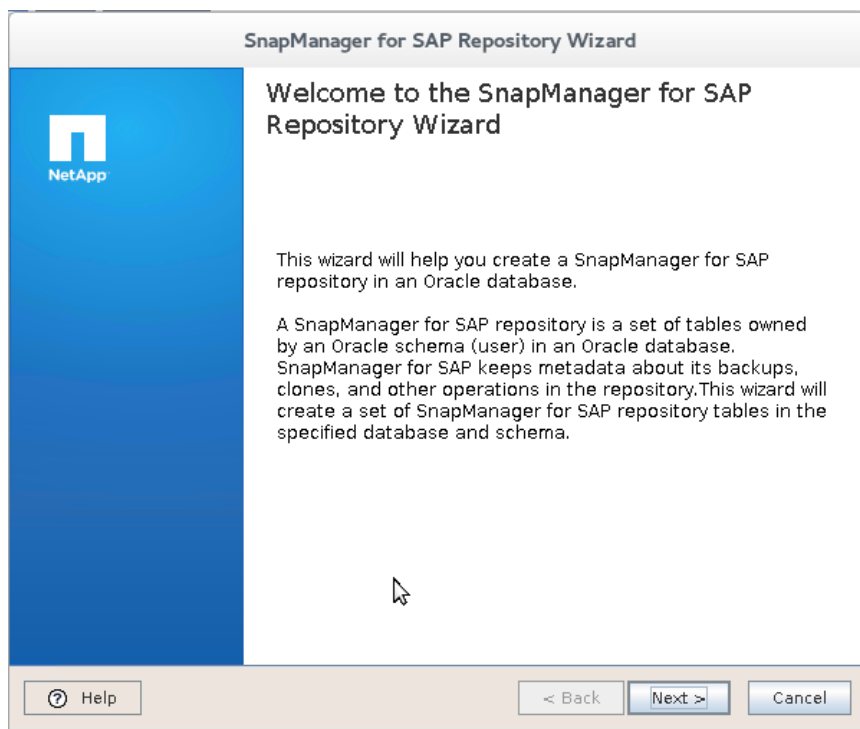 SnapManager for SAP Repository Wizard
Welcome to the SnapManager for SAP
Repository Wizard
NetApp
This wizard will help you create a SnapManager for SAP
repository in an Oracle database.
A SnapManager for SAP repository is a set of tables owned
by an Oracle schema (user) in an Oracle database.
SnapManager for SAP keeps metadata about its backups,
clones, and other operations in the repository.This wizard will
create a set of SnapManager for SAP repository tables in the
specified database and schema.
? Help
< Back
Next >
Cancel